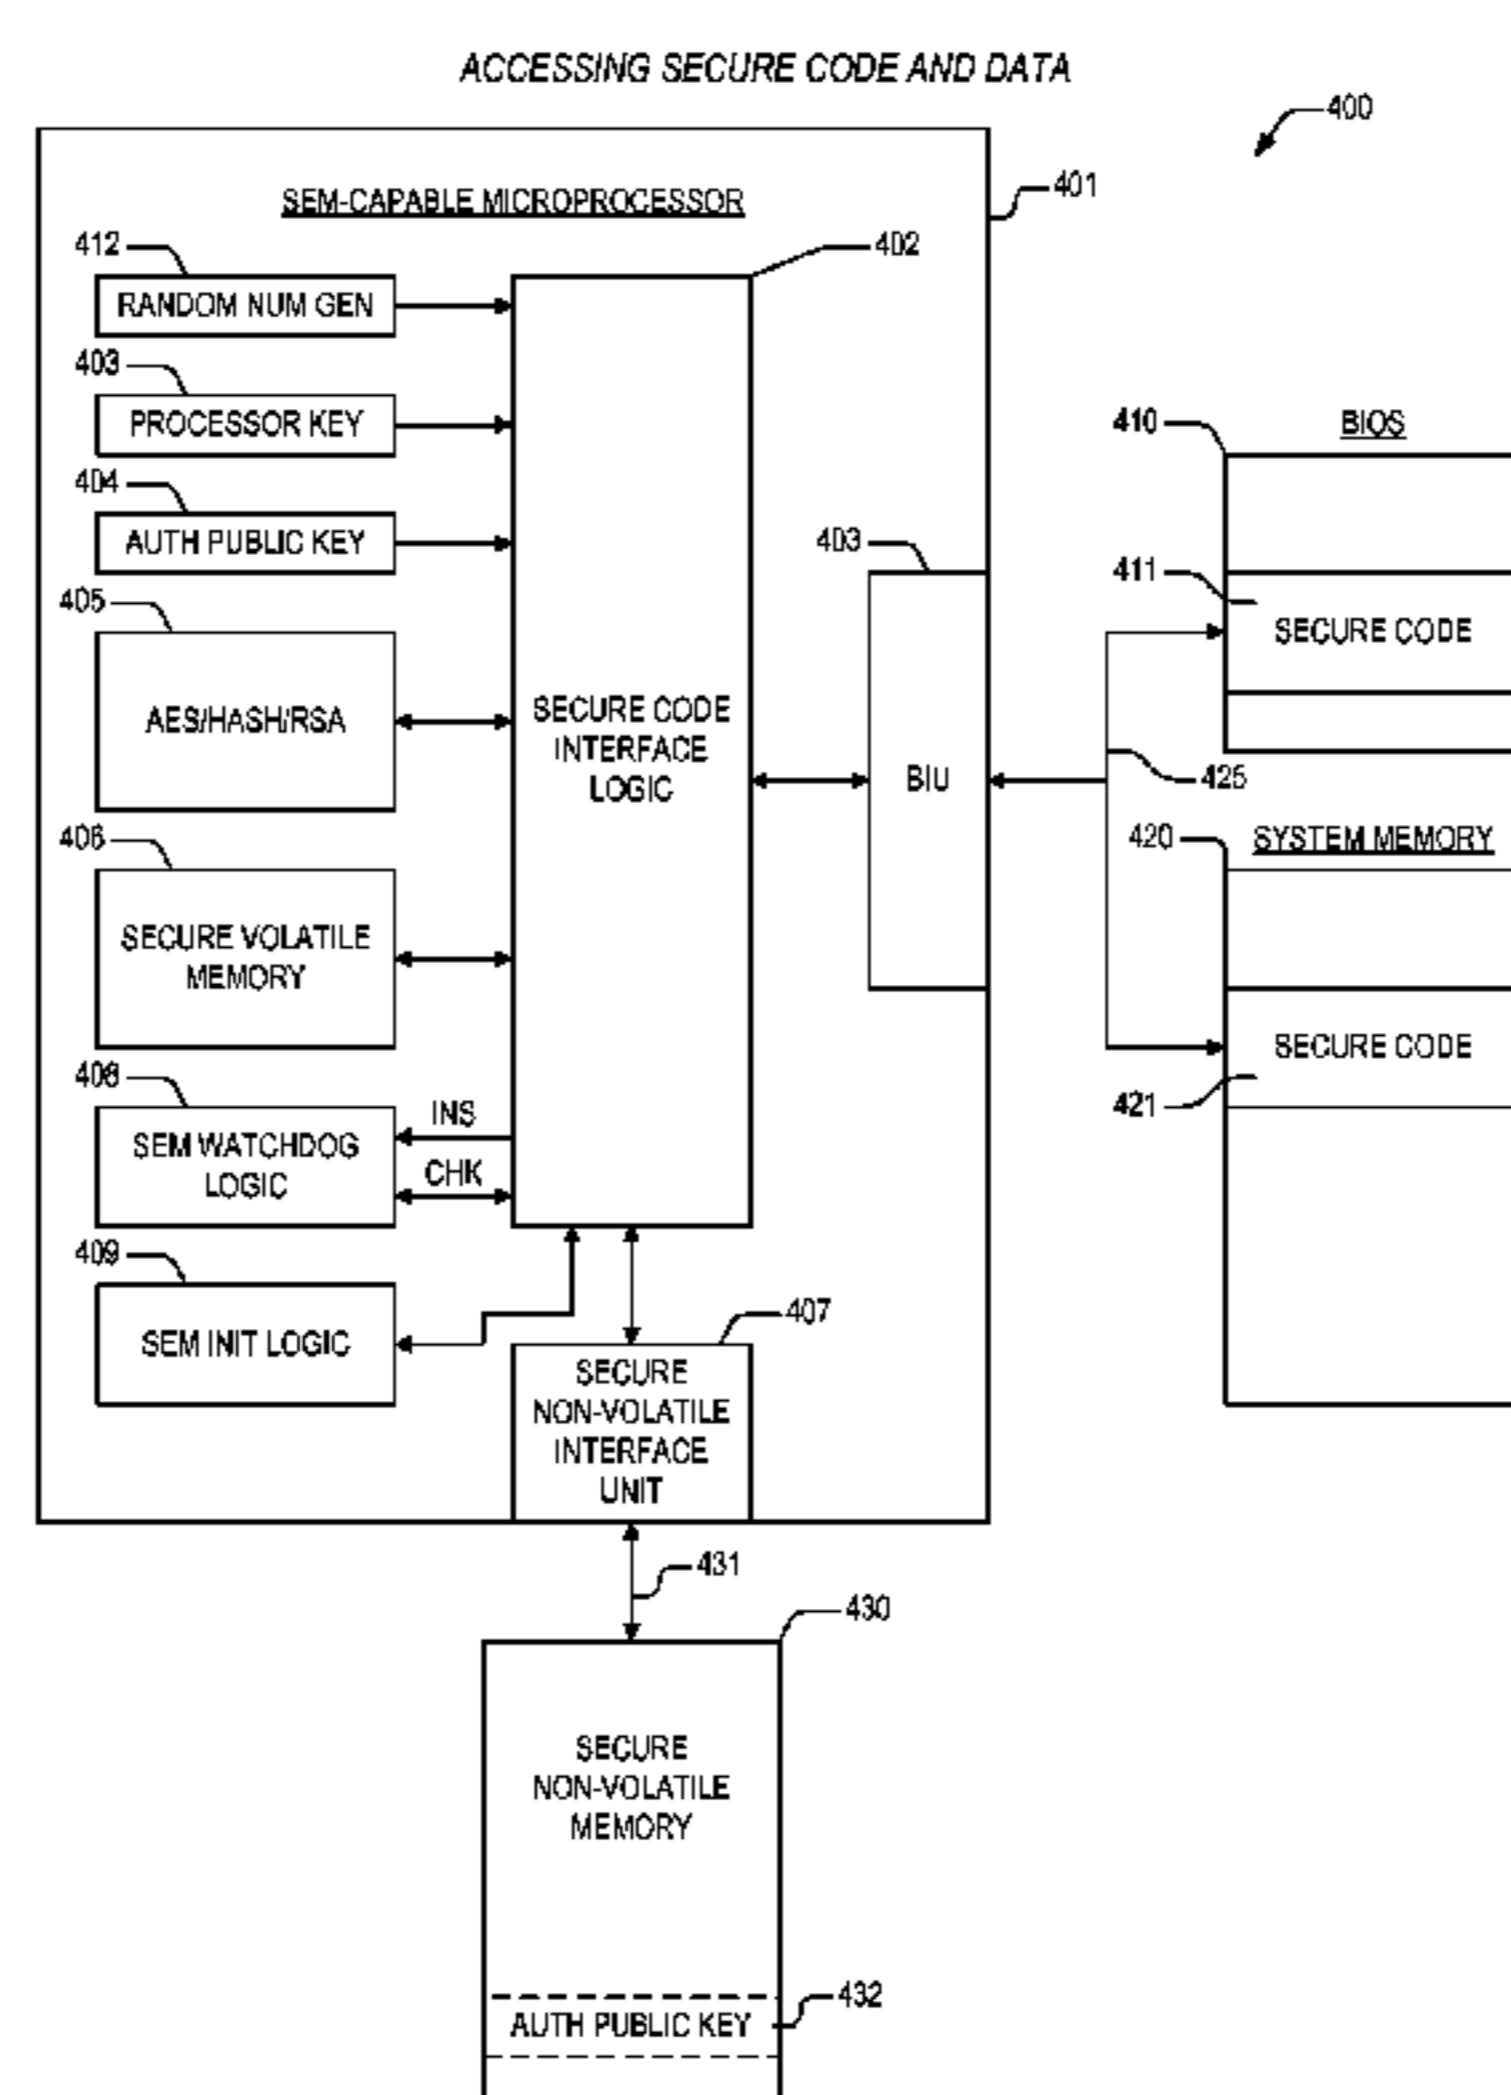 ACCESSING SECURE CODE AND DATA
400
SEM-CAPABLE MICROPROCESSOR
401
412
RANDOM NUM GEN
402
403
PROCESSOR KEY
404
AUTH PUBLIC KEY
405
AES/HASH/RSA
406
SECURE VOLATILE
MEMORY
408
SEM WATCHDOG
LOGIC
INS
CHK
409
SEM INIT LOGIC
SECURE CODE
INTERFACE
LOGIC
403
BIU
407
SECURE
NON-VOLATILE
INTERFACE
UNIT
410
BIOS
411
SECURE CODE
425
420
SYSTEM MEMORY
SECURE CODE
421
431
430
SECURE
NON-VOLATILE
MEMORY
432
AUTH PUBLIC KEY